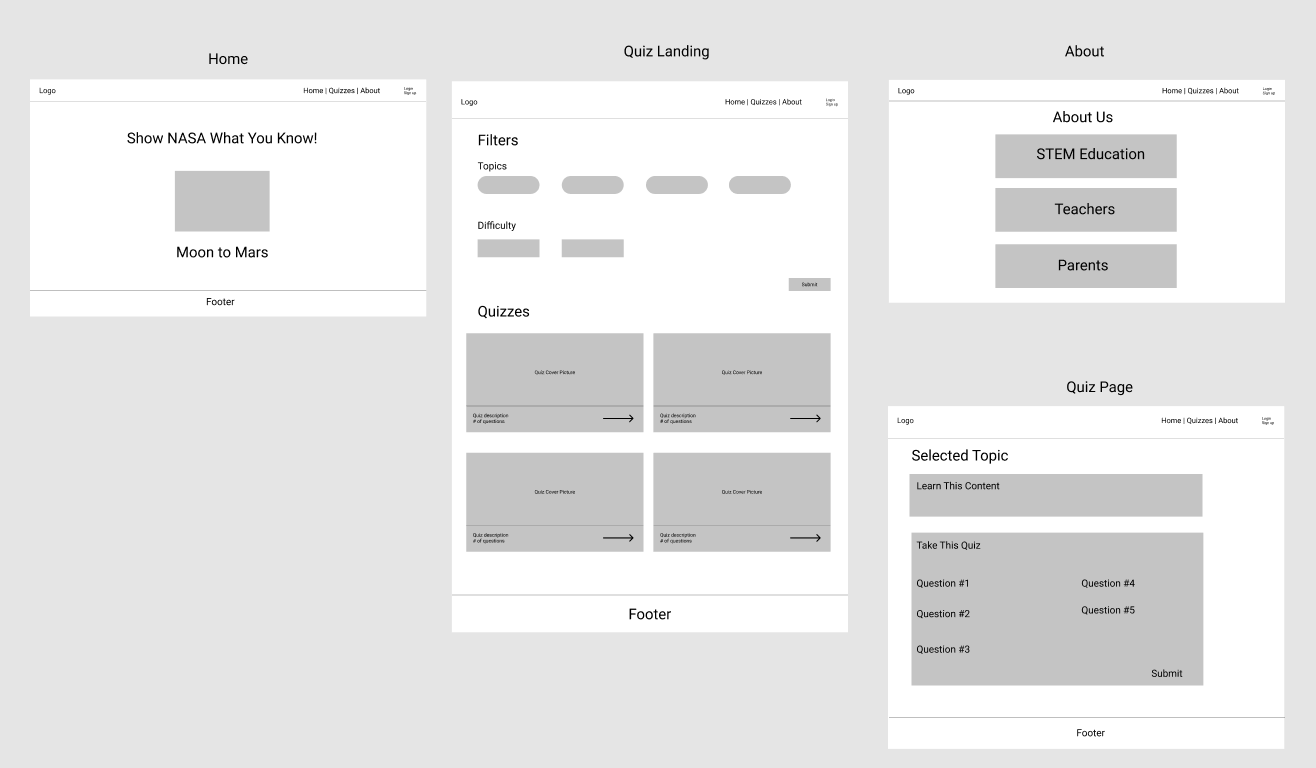 Home
Logo
Home | Quizzes | About
Login
Sign up
Show NASA What You Know!
Moon to Mars
Footer
Quiz Landing
Logo
Home | Quizzes | About
Login
Sign up
Filters
Topics
Difficulty
Submit
Quizzes
Quiz Cover Picture
Quiz description
# of questions
Quiz Cover Picture
Quiz description
# of questions
Quiz Cover Picture
Quiz description
# of questions
Quiz Cover Picture
Quiz description
# of questions
Footer
About
Logo
Home | Quizzes | About
Login
Sign up
About Us
STEM Education
Teachers
Parents
Quiz Page
Logo
Home | Quizzes | About
Login
Sign up
Selected Topic
Learn This Content
Take This Quiz
Question #1
Question #2
Question #3
Question #4
Question #5
Submit
Footer